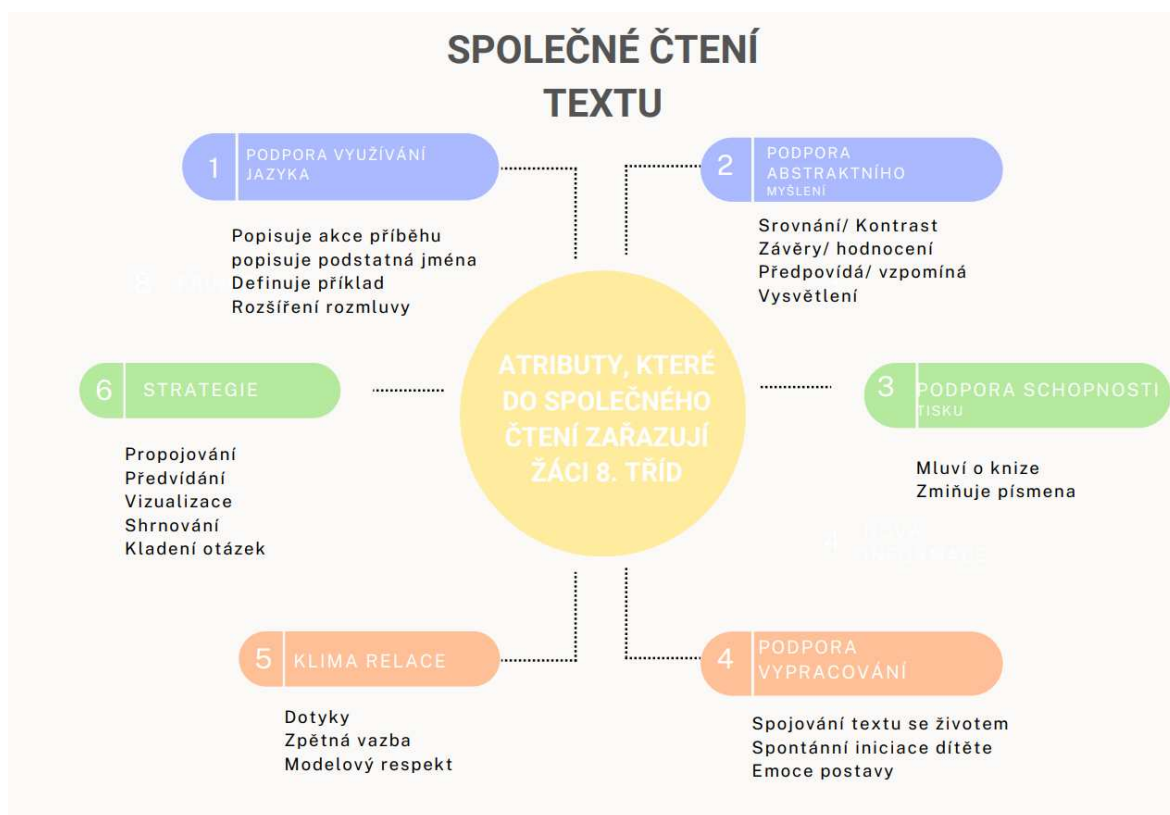 SPOLEČNÉ ČTENÍ
TEXTU
1
PODPORA VYUŽÍVÁNÍ
JAZYKA
Popisuje akce příběhu
popisuje podstatná jména
Definuje příklad
Rozšíření rozmluvy
2
PODPORA
ABSTRAKTNÍHO
MYŠLENÍ
Srovnání/ Kontrast
Závěry/ hodnocení
Předpovídá/ vzpomíná
Vysvětlení
ATRIBUTY, KTERÉ
DO SPOLEČNÉHO
ČTENÍ ZAŘAZUJÍ
ŽÁCI 8. TŘÍD
3
PODPORA SCHOPNOSTI
TISKU
Mluví o knize
Zmiňuje písmena
4
PODPORA
VYPRACOVÁNÍ
Spojování textu se životem
Spontánní iniciace dítěte
Emoce postavy
5
KLIMA RELACE
Dotyky
Zpětná vazba
Modelový respekt
6
STRATEGIE
Propojování
Předvídání
Vizualizace
Shrnování
Kladení otázek